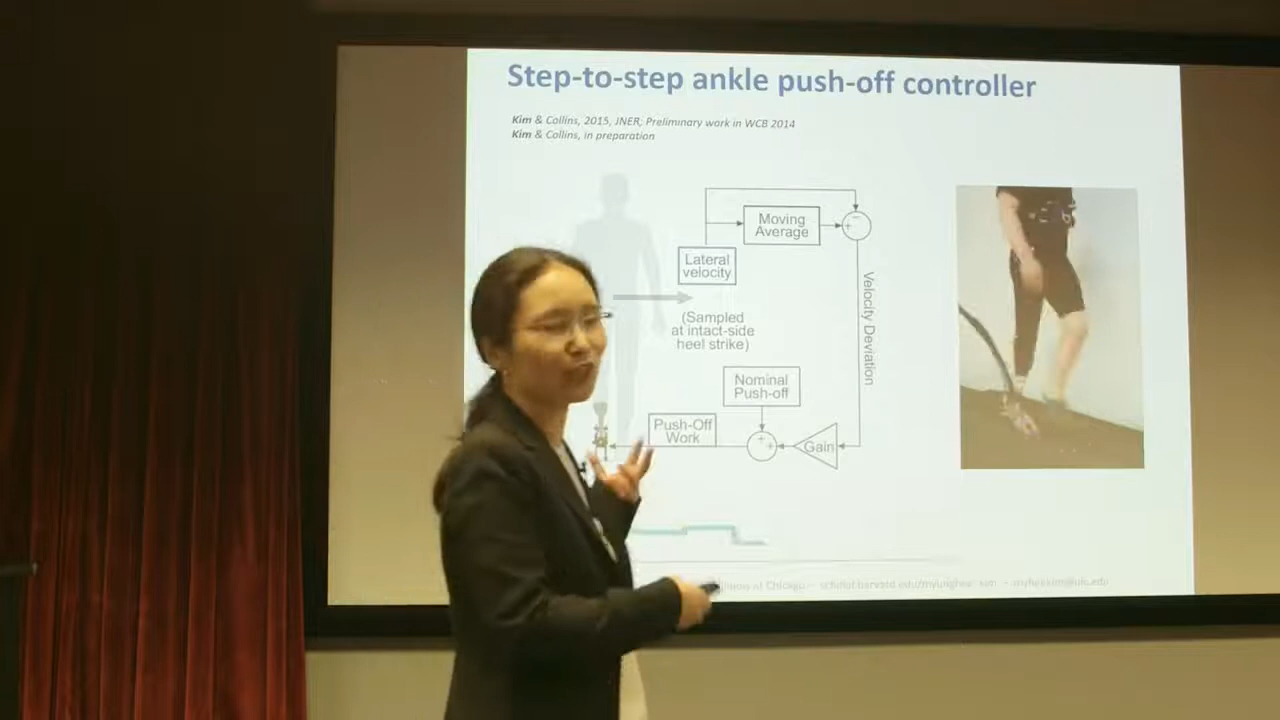 Step-to-step ankle push-off controller
Kim & Collins, 2015, JNER; Preliminary work in WCB 2014
Kim & Collins, in preparation
Moving
Average
+
−
Lateral
velocity
(Sampled
at intact-side
heel strike)
Velocity Deviation
Nominal
Push-off
Push-Off
Work
+
+
Gain
of Chicago